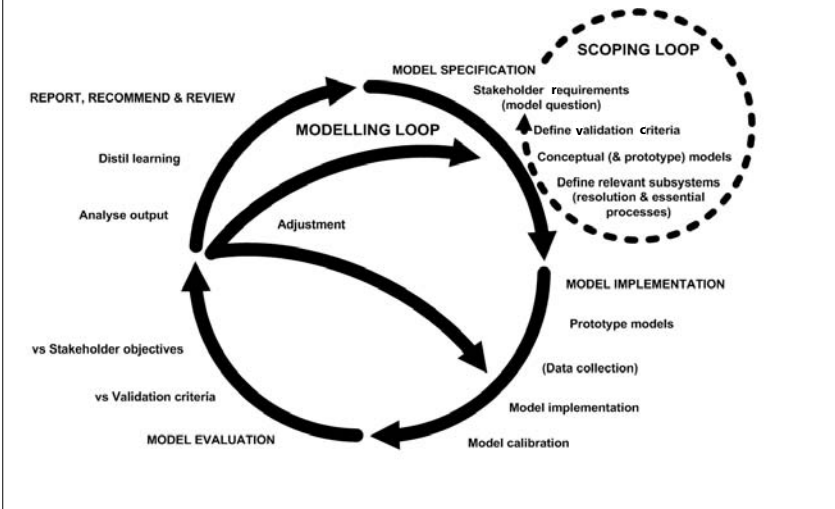 SCOPING LOOP
MODEL SPECIFICATION
Stakeholder requirements
(model question)
Define validation criteria
Conceptual (& prototype) models
Define relevant subsystems
(resolution & essential
processes)
REPORT, RECOMMEND & REVIEW
MODELLING LOOP
Distil learning
Analyse output
Adjustment
MODEL IMPLEMENTATION
Prototype models
(Data collection)
Model implementation
Model calibration
vs Stakeholder objectives
vs Validation criteria
MODEL EVALUATION